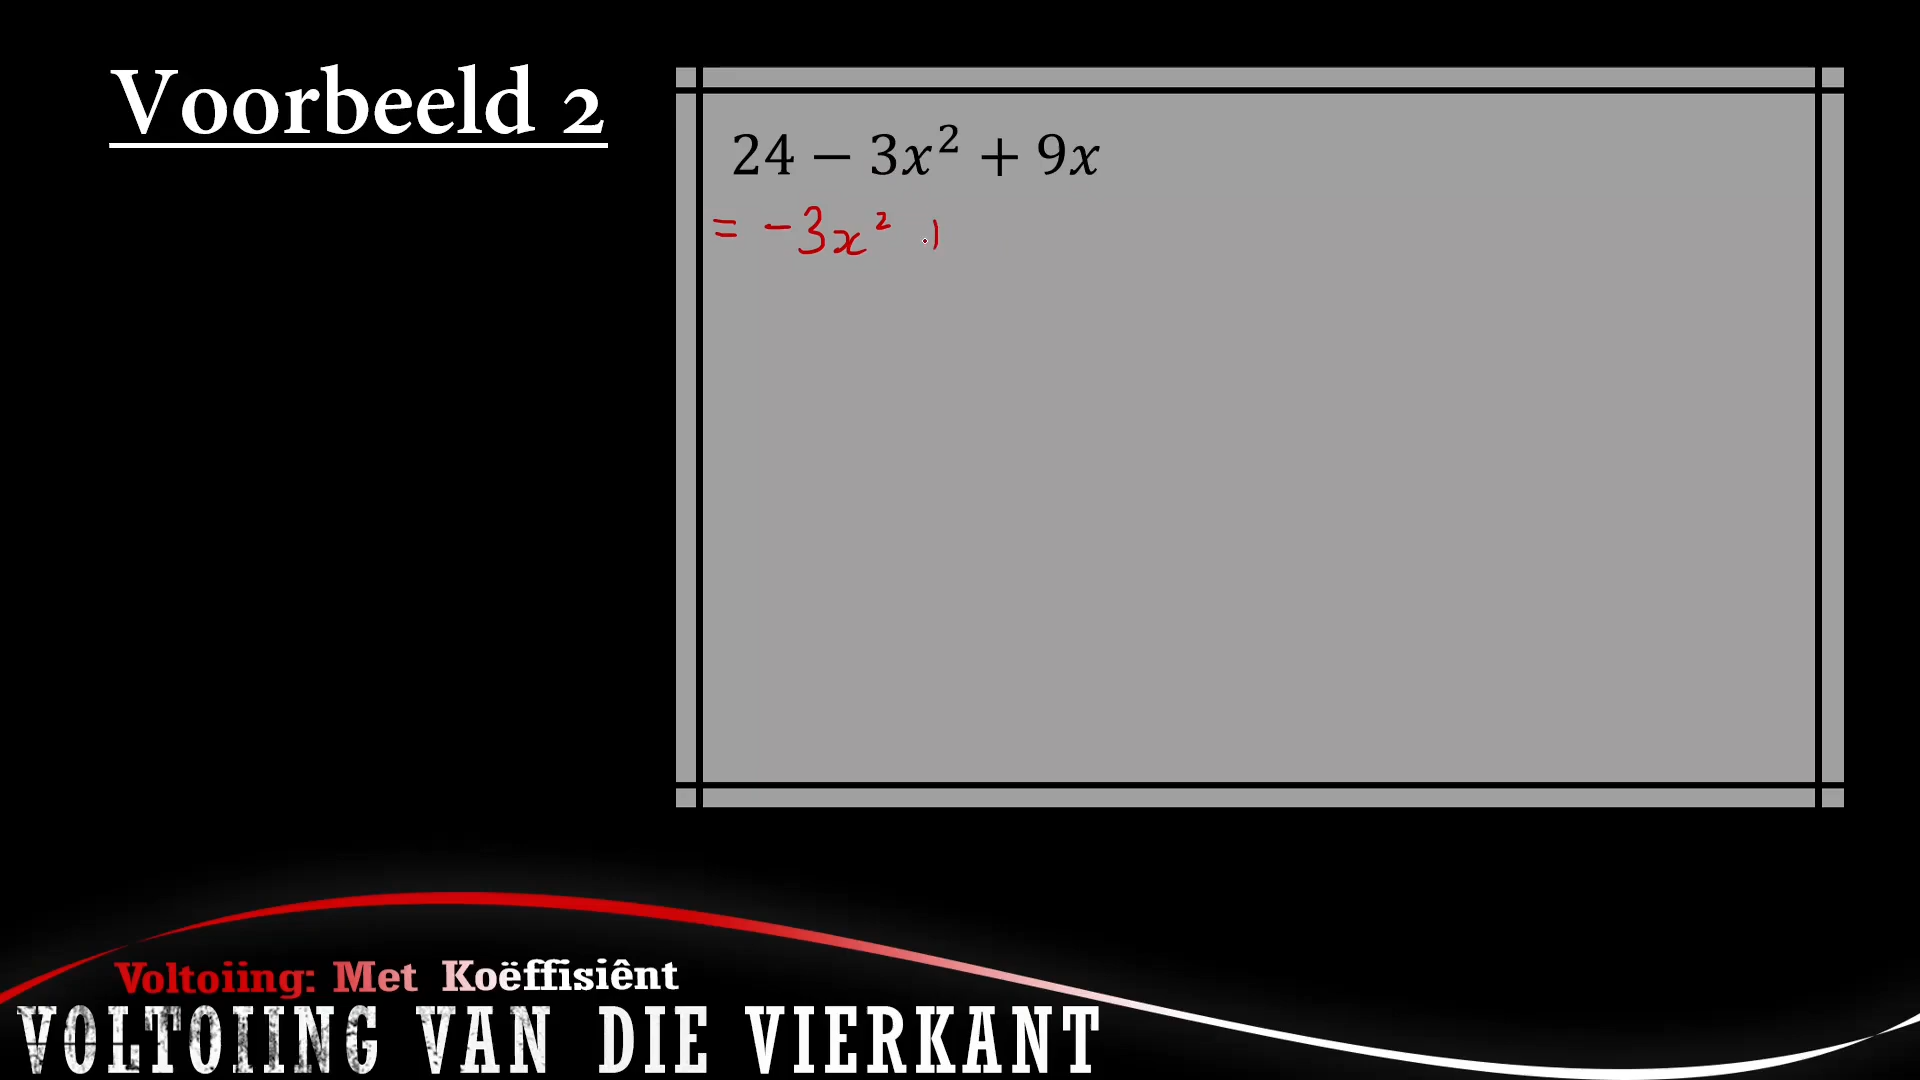 Voorbeeld 2
24 − 3x² + 9x
= -3x²
Voltoiing: Met Koëffisiênt
VOLTOIING VAN DIE VIERKANT